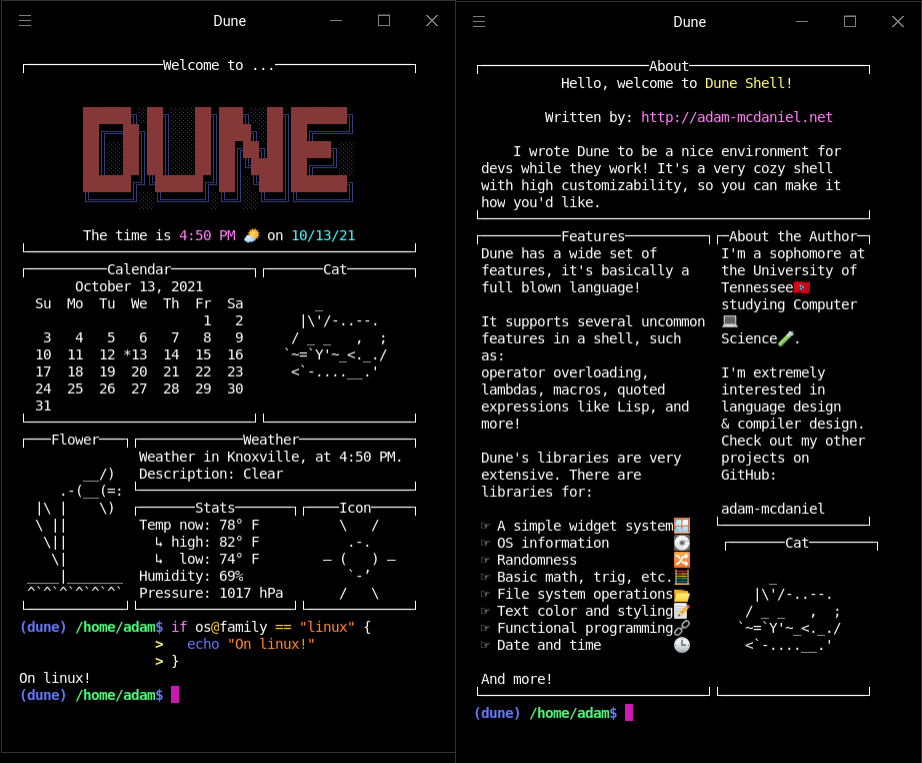 Dune
Welcome to ...
DUNE
The time is 4:50 PM 🌤 on 10/13/21
Calendar
October 13, 2021
Su Mo Tu We Th Fr Sa
1 2
3 4 5 6 7 8 9
10 11 12 *13 14 15 16
17 18 19 20 21 22 23
24 25 26 27 28 29 30
31
Cat
Flower
Weather
Weather in Knoxville, at 4:50 PM.
Description: Clear
Stats
Temp now: 78° F
↳ high: 82° F
↳ low: 74° F
Humidity: 69%
Pressure: 1017 hPa
Icon
(dune) /home/adam$ if os@family == "linux" {
> echo "On linux!"
> }
On linux!
(dune) /home/adam$
Dune
About
Hello, welcome to Dune Shell!
Written by: http://adam-mcdaniel.net
I wrote Dune to be a nice environment for
devs while they work! It's a very cozy shell
with high customizability, so you can make it
how you'd like.
Features
Dune has a wide set of
features, it's basically a
full blown language!
It supports several uncommon
features in a shell, such
as:
operator overloading,
lambdas, macros, quoted
expressions like Lisp, and
more!
Dune's libraries are very
extensive. There are
libraries for:
☞ A simple widget system🪟
☞ OS information 💽
☞ Randomness 🔀
☞ Basic math, trig, etc.🧮
☞ File system operations📂
☞ Text color and styling📝
☞ Functional programming🔗
☞ Date and time 🕒
And more!
About the Author
I'm a sophomore at
the University of
Tennessee
studying Computer
💻
Science🧪.
I'm extremely
interested in
language design
& compiler design.
Check out my other
projects on
GitHub:
adam-mcdaniel
Cat
(dune) /home/adam$